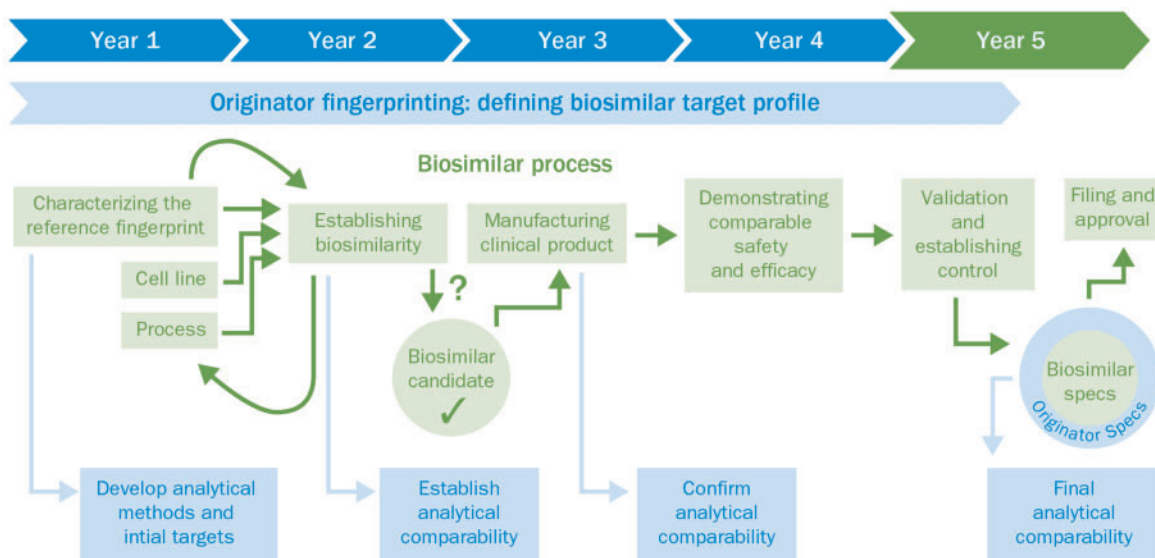 Year 1
Year 2
Year 3
Year 4
Year 5
Originator fingerprinting: defining biosimilar target profile
Biosimilar process
Characterizing the
reference fingerprint
Cell line
Process
Establishing
biosimilarity
?
Biosimilar
candidate
✓
Manufacturing
clinical product
Demonstrating
comparable
safety
and efficacy
Validation
and
establishing
control
Filing and
approval
Biosimilar
specs
Originator Specs
Develop analytical
methods and
intial targets
Establish
analytical
comparability
Confirm
analytical
comparability
Final
analytical
comparability